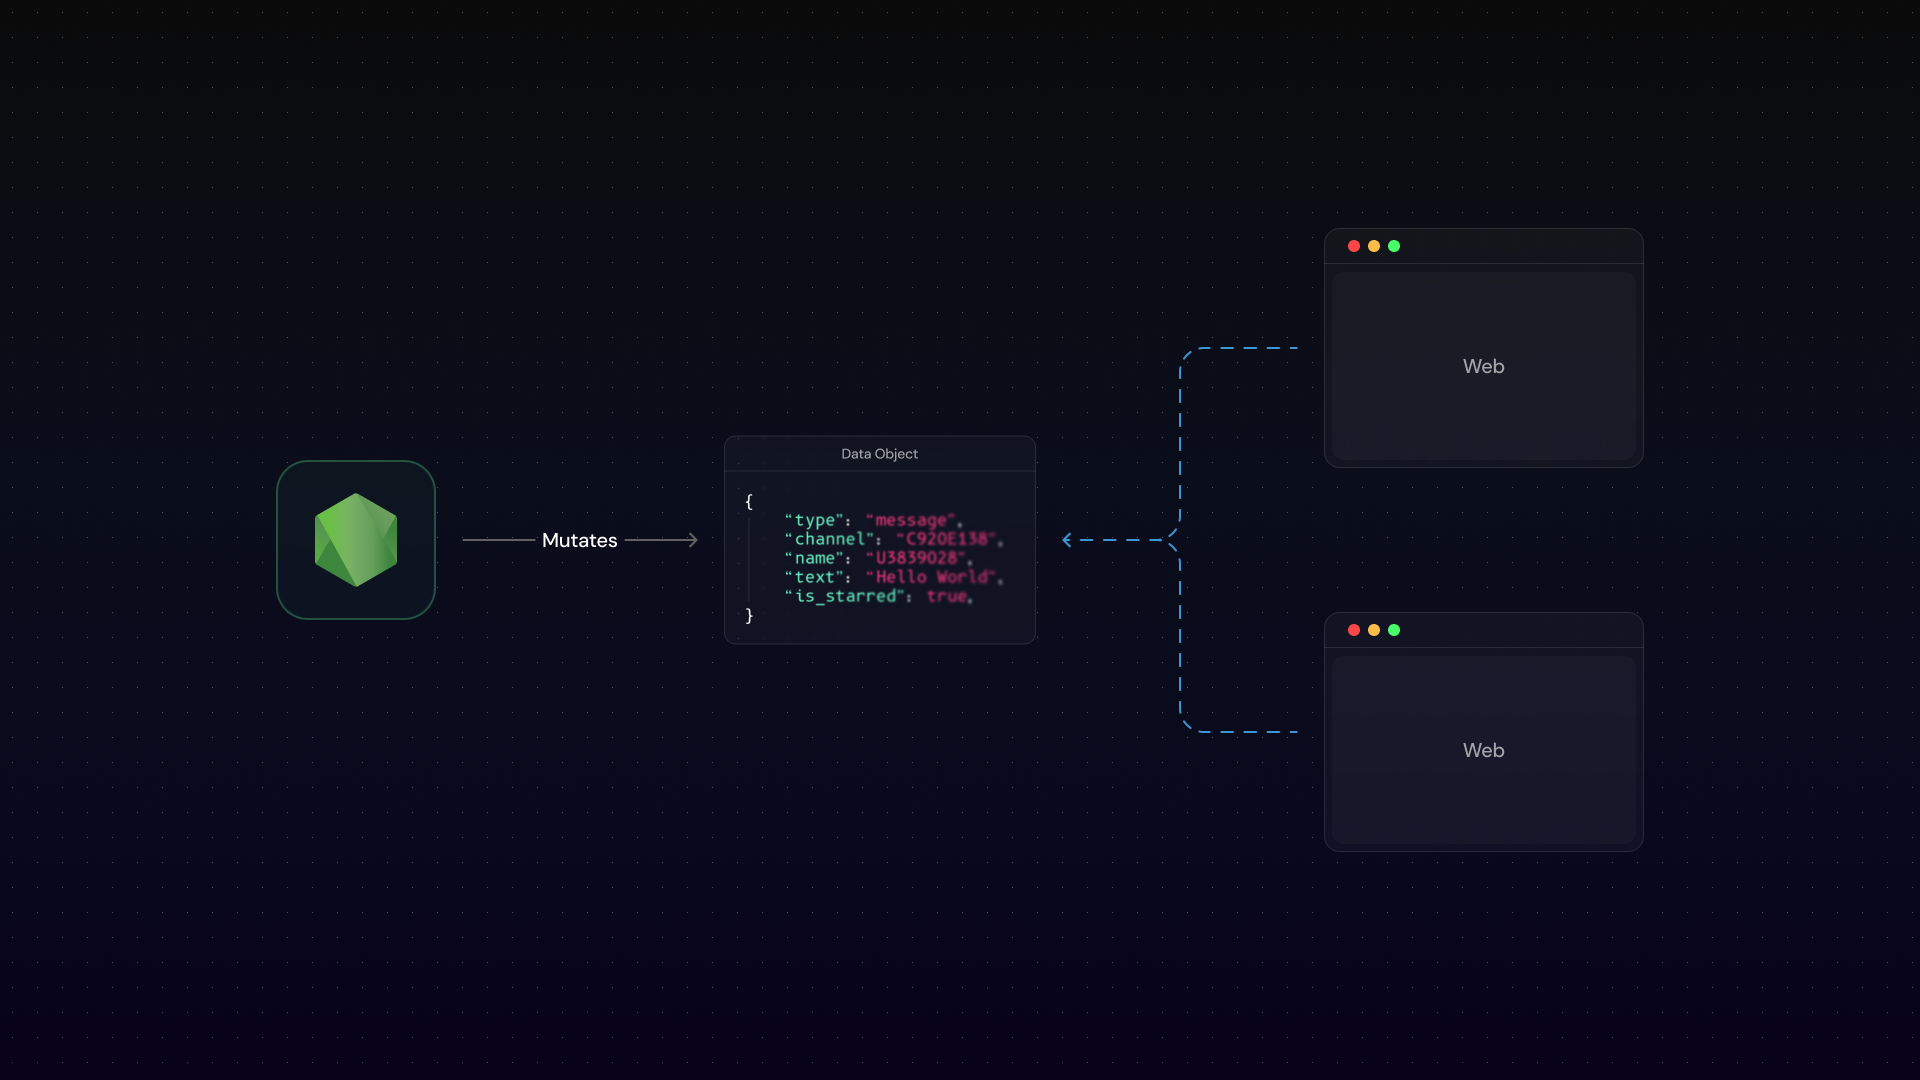 Mutates
Data Object
{
“type”: “message”,
“channel”: “C920E138”,
“name”: “U3839028”,
“text”: “Hello World”,
“is_starred”: true,
}
Web
Web